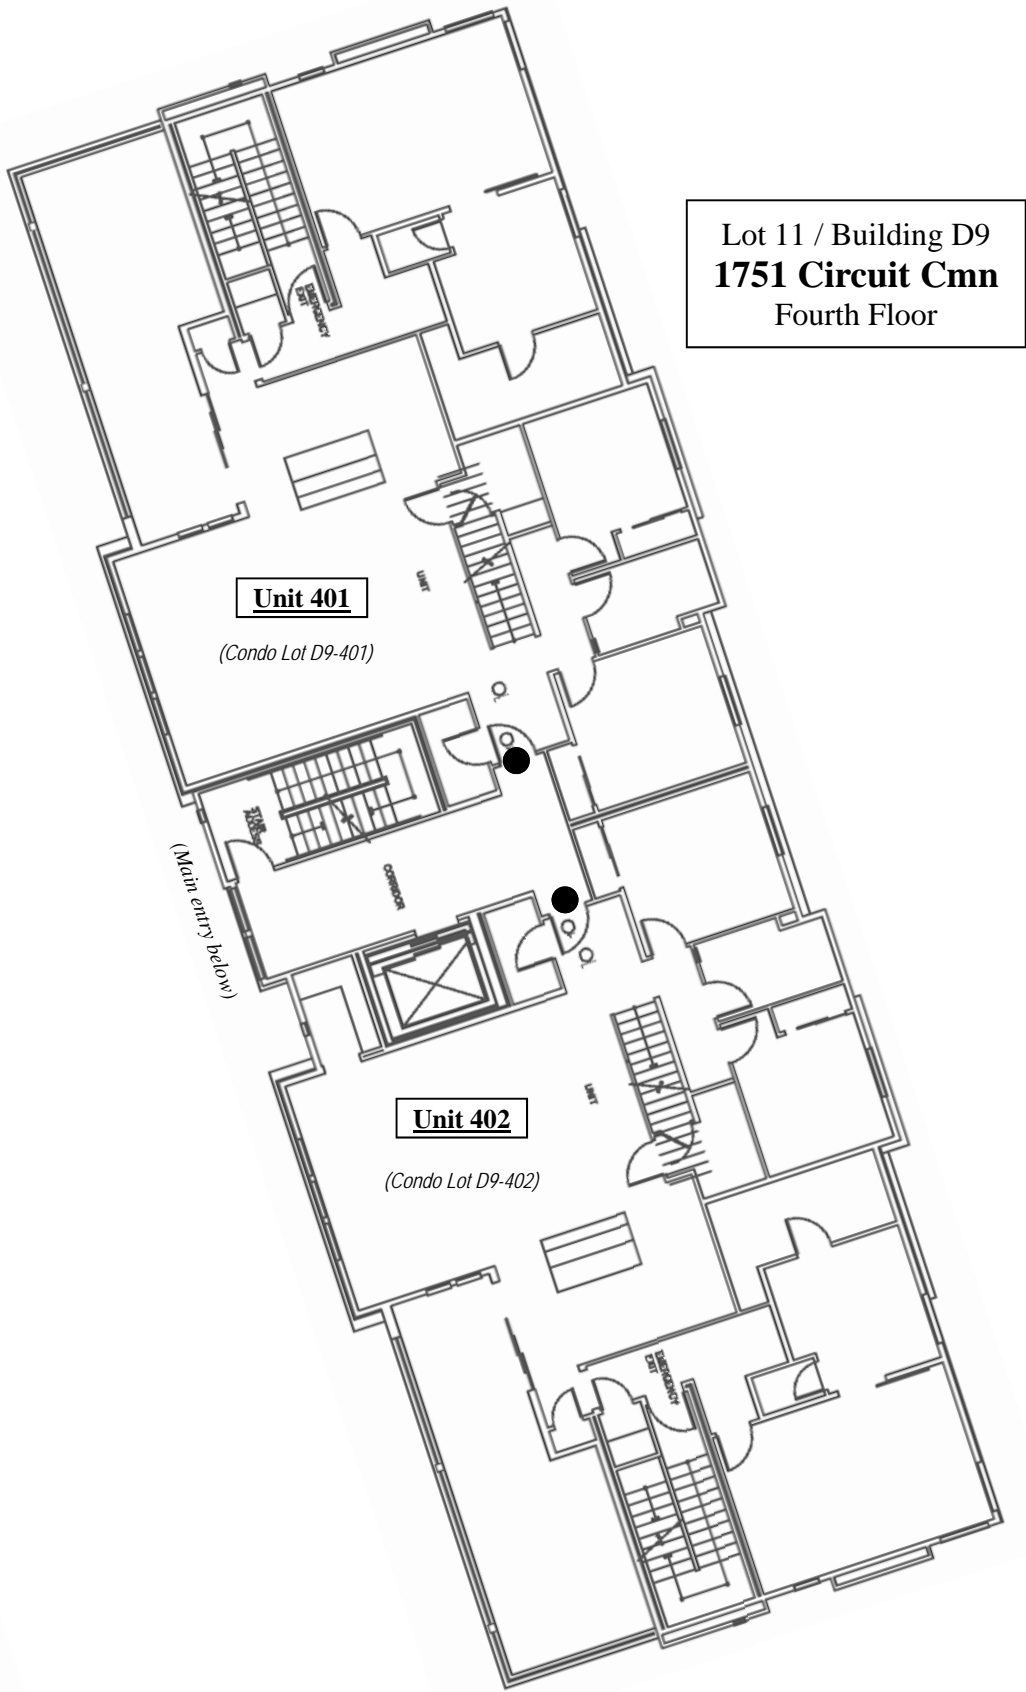 Lot 11 / Building D9
1751 Circuit Cmn
Fourth Floor
EMERGENCY
EXIT
UNIT
Unit 401
(Condo Lot D9-401)
STAIR
ACCESS
CORRIDOR
(Main entry below)
UNIT
Unit 402
(Condo Lot D9-402)
EMERGENCY
EXIT